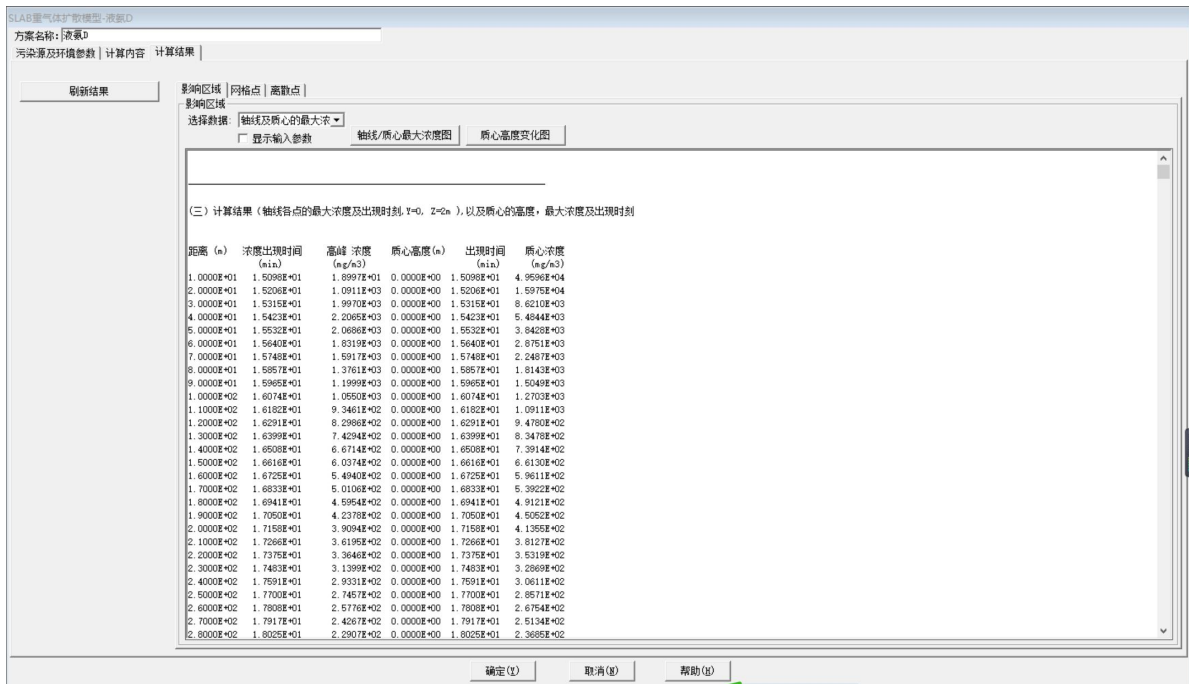 SLAB重气体扩散模型-液氨D
方案名称: 液氨D
污染源及环境参数 计算内容 计算结果
刷新结果
影响区域 网格点 离散点
影响区域
选择数据: 轴线及质心的最大浓
显示输入参数 轴线/质心最大浓度图 质心高度变化图
(三) 计算结果 (轴线各点的最大浓度及出现时刻,Y=0, Z=2m ),以及质心的高度,最大浓度及出现时刻
距离 (m) 浓度出现时间 高峰 浓度 质心高度(m) 出现时间 质心浓度
(min) (mg/m3) (min) (mg/m3)
1.0000E+01 1.5098E+01 1.8997E+01 0.0000E+00 1.5098E+01 4.9596E+04
2.0000E+01 1.5206E+01 1.0911E+03 0.0000E+00 1.5206E+01 1.5975E+04
3.0000E+01 1.5315E+01 1.9970E+03 0.0000E+00 1.5315E+01 8.6210E+03
4.0000E+01 1.5423E+01 2.2065E+03 0.0000E+00 1.5423E+01 5.4844E+03
5.0000E+01 1.5532E+01 2.0686E+03 0.0000E+00 1.5532E+01 3.8428E+03
6.0000E+01 1.5640E+01 1.8319E+03 0.0000E+00 1.5640E+01 2.8751E+03
7.0000E+01 1.5748E+01 1.5917E+03 0.0000E+00 1.5748E+01 2.2487E+03
8.0000E+01 1.5857E+01 1.3761E+03 0.0000E+00 1.5857E+01 1.8143E+03
9.0000E+01 1.5965E+01 1.1999E+03 0.0000E+00 1.5965E+01 1.5049E+03
1.0000E+02 1.6074E+01 1.0550E+03 0.0000E+00 1.6074E+01 1.2703E+03
1.1000E+02 1.6182E+01 9.3461E+02 0.0000E+00 1.6182E+01 1.0911E+03
1.2000E+02 1.6291E+01 8.2986E+02 0.0000E+00 1.6291E+01 9.4780E+02
1.3000E+02 1.6399E+01 7.4294E+02 0.0000E+00 1.6399E+01 8.3478E+02
1.4000E+02 1.6508E+01 6.6714E+02 0.0000E+00 1.6508E+01 7.3914E+02
1.5000E+02 1.6616E+01 6.0374E+02 0.0000E+00 1.6616E+01 6.6130E+02
1.6000E+02 1.6725E+01 5.4940E+02 0.0000E+00 1.6725E+01 5.9611E+02
1.7000E+02 1.6833E+01 5.0106E+02 0.0000E+00 1.6833E+01 5.3922E+02
1.8000E+02 1.6941E+01 4.5954E+02 0.0000E+00 1.6941E+01 4.9121E+02
1.9000E+02 1.7050E+01 4.2378E+02 0.0000E+00 1.7050E+01 4.5052E+02
2.0000E+02 1.7158E+01 3.9094E+02 0.0000E+00 1.7158E+01 4.1355E+02
2.1000E+02 1.7266E+01 3.6195E+02 0.0000E+00 1.7266E+01 3.8127E+02
2.2000E+02 1.7375E+01 3.3646E+02 0.0000E+00 1.7375E+01 3.5319E+02
2.3000E+02 1.7483E+01 3.1399E+02 0.0000E+00 1.7483E+01 3.2869E+02
2.4000E+02 1.7591E+01 2.9331E+02 0.0000E+00 1.7591E+01 3.0611E+02
2.5000E+02 1.7700E+01 2.7457E+02 0.0000E+00 1.7700E+01 2.8571E+02
2.6000E+02 1.7808E+01 2.5776E+02 0.0000E+00 1.7808E+01 2.6754E+02
2.7000E+02 1.7917E+01 2.4267E+02 0.0000E+00 1.7917E+01 2.5134E+02
2.8000E+02 1.8025E+01 2.2907E+02 0.0000E+00 1.8025E+01 2.3685E+02
确定(Y) 取消(N) 帮助(H)